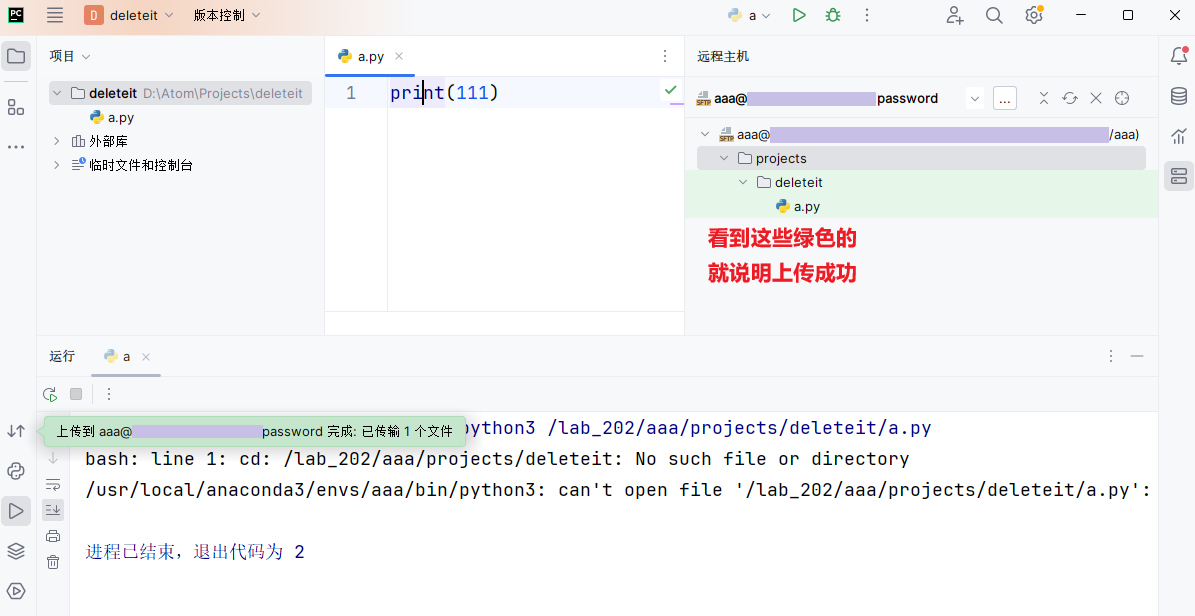 PC D deleteit 版本控制 a
项目 a.py 远程主机
deleteit D:\Atom\Projects\deleteit
a.py
外部库
临时文件和控制台
1 print(111)
SFTP aaa@ password ...
SFTP aaa@ /aaa)
projects
deleteit
a.py
看到这些绿色的
就说明上传成功
运行 a
上传到 aaa@ password 完成: 已传输 1 个文件
python3 /lab_202/aaa/projects/deleteit/a.py
bash: line 1: cd: /lab_202/aaa/projects/deleteit: No such file or directory
/usr/local/anaconda3/envs/aaa/bin/python3: can't open file '/lab_202/aaa/projects/deleteit/a.py':
进程已结束，退出代码为 2